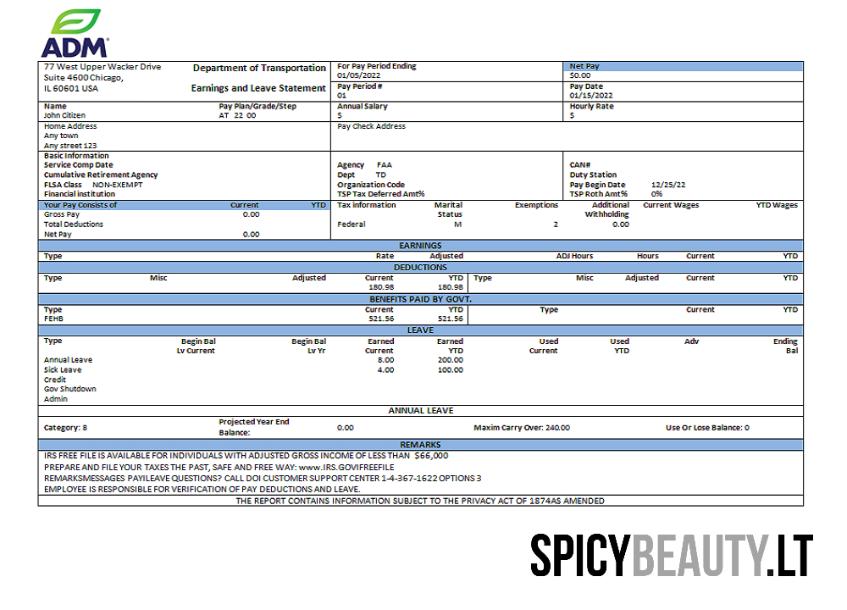 ADM
77 West Upper Wacker Drive
Suite 4600 Chicago,
IL 60601 USA
Department of Transportation
Earnings and Leave Statement
For Pay Period Ending
01/05/2022
Net Pay
$0.00
Pay Period #
01
Pay Date
01/15/2022
Name Pay Plan/Grade/Step Annual Salary Hourly Rate
John Citizen AT 22 00 $ $
Home Address Pay Check Address
Any town
Any street 123
Basic Information
Service Comp Date Agency FAA CAN#
Cumulative Retirement Agency Dept TD Duty Station
FLSA Class NON-EXEMPT Organization Code Pay Begin Date 12/25/22
Financial institution TSP Tax Deferred Amt% TSP Roth Amt% 0%
Your Pay Consists of Current YTD Tax information Marital Status Exemptions Additional Withholding Current Wages YTD Wages
Gross Pay 0.00
Total Deductions Federal M 2 0.00
Net Pay 0.00
EARNINGS
Type Rate Adjusted ADJ Hours Hours Current YTD
DEDUCTIONS
Type Misc Adjusted Current YTD Type Misc Adjusted Current YTD
180.98 180.98
BENEFITS PAID BY GOVT.
Type Current YTD Type Current YTD
FEHB 521.56 521.56
LEAVE
Type Begin Bal Begin Bal Earned Earned Used Used Adv Ending
Lv Current Lv Yr Current YTD Current YTD Bal
Annual Leave 8.00 200.00
Sick Leave 4.00 100.00
Credit
Gov Shutdown
Admin
ANNUAL LEAVE
Category: 8 Projected Year End Balance: 0.00 Maxim Carry Over: 240.00 Use Or Lose Balance: 0
REMARKS
IRS FREE FILE IS AVAILABLE FOR INDIVIDUALS WITH ADJUSTED GROSS INCOME OF LESS THAN $66,000
PREPARE AND FILE YOUR TAXES THE PAST, SAFE AND FREE WAY: www.IRS.GOVIFREEFILE
REMARKSMESSAGES PAYILEAVE QUESTIONS? CALL DOI CUSTOMER SUPPORT CENTER 1-4-367-1622 OPTIONS 3
EMPLOYEE IS RESPONSIBLE FOR VERIFICATION OF PAY DEDUCTIONS AND LEAVE.
THE REPORT CONTAINS INFORMATION SUBJECT TO THE PRIVACY ACT OF 1874AS AMENDED
SPICYBEAUTY.LT